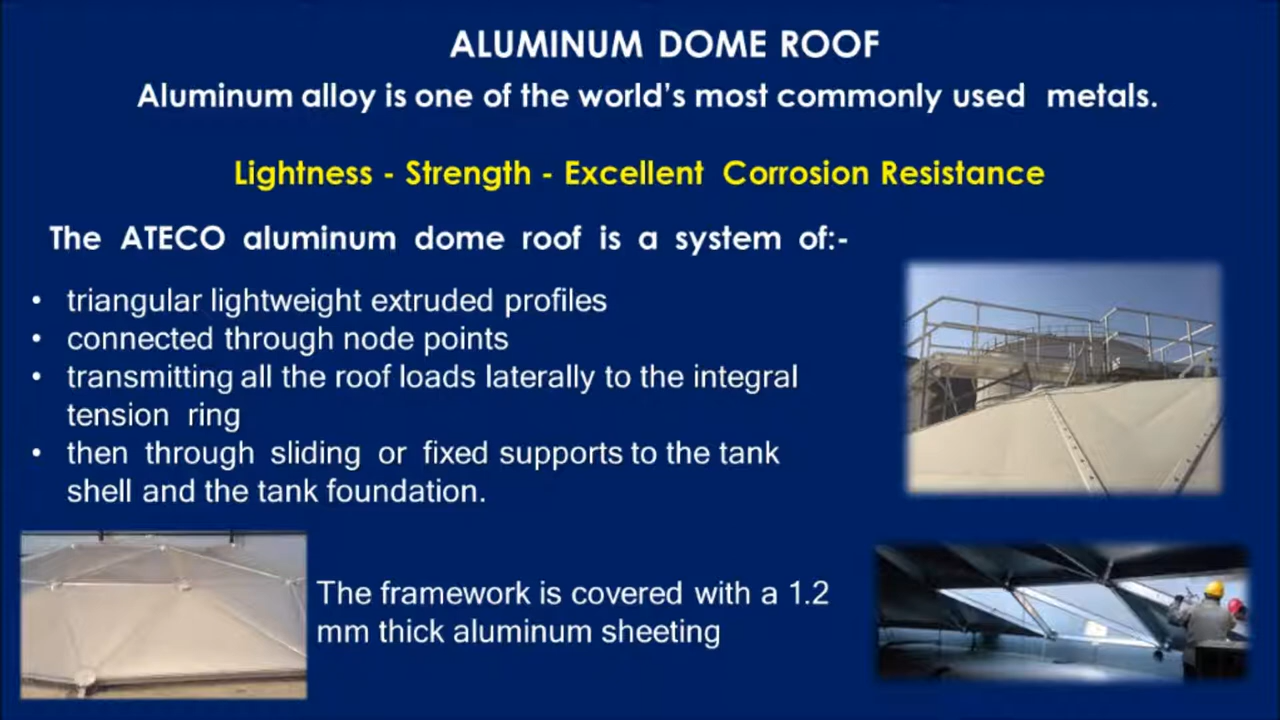 ALUMINUM DOME ROOF
Aluminum alloy is one of the world's most commonly used metals.
Lightness - Strength - Excellent Corrosion Resistance
The ATECO aluminum dome roof is a system of:-
• triangular lightweight extruded profiles
• connected through node points
• transmitting all the roof loads laterally to the integral
tension ring
• then through sliding or fixed supports to the tank
shell and the tank foundation.
The framework is covered with a 1.2
mm thick aluminum sheeting